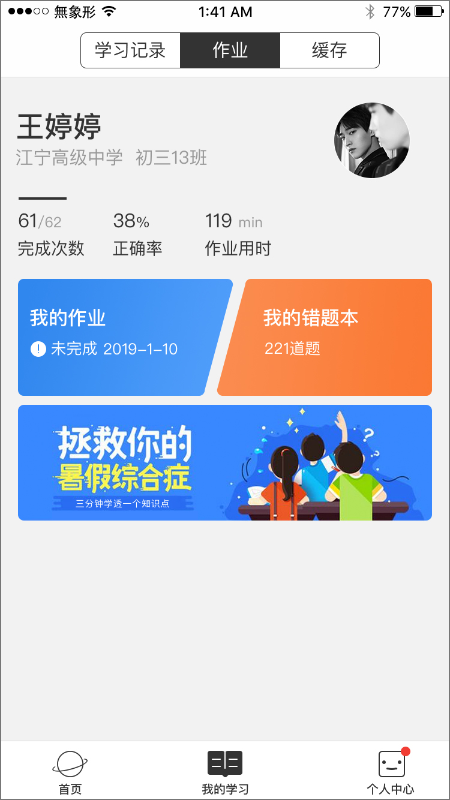 無象形 1:41 AM 77%
学习记录 作业 缓存
王婷婷
江宁高级中学 初三13班
61/62 38% 119 min
完成次数 正确率 作业用时
我的作业 我的错题本
未完成 2019-1-10 221道题
拯救你的
暑假综合症
三分钟学透一个知识点
首页 我的学习 个人中心